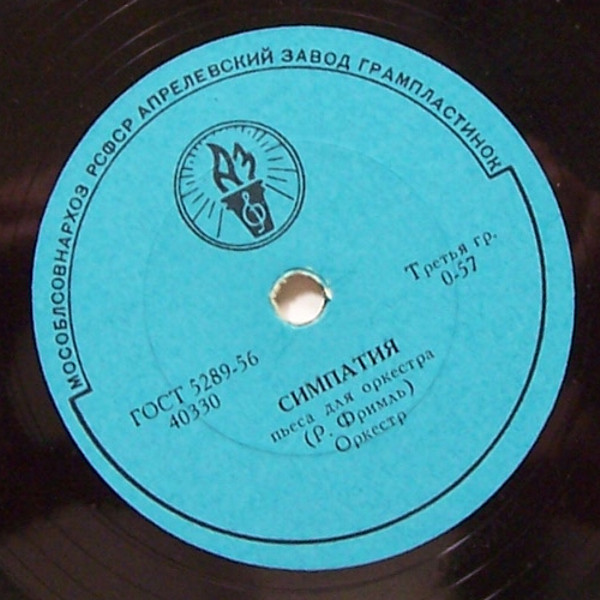 МОСОБЛСОВНАРХОЗ РСФСР АПРЕЛЕВСКИЙ ЗАВОД ГРАМПЛАСТИНОК
АЗ
Третья гр.
0-57
ГОСТ 5289-56
40330
СИМПАТИЯ
пьеса для оркестра
(Р. Фримль)
Оркестр